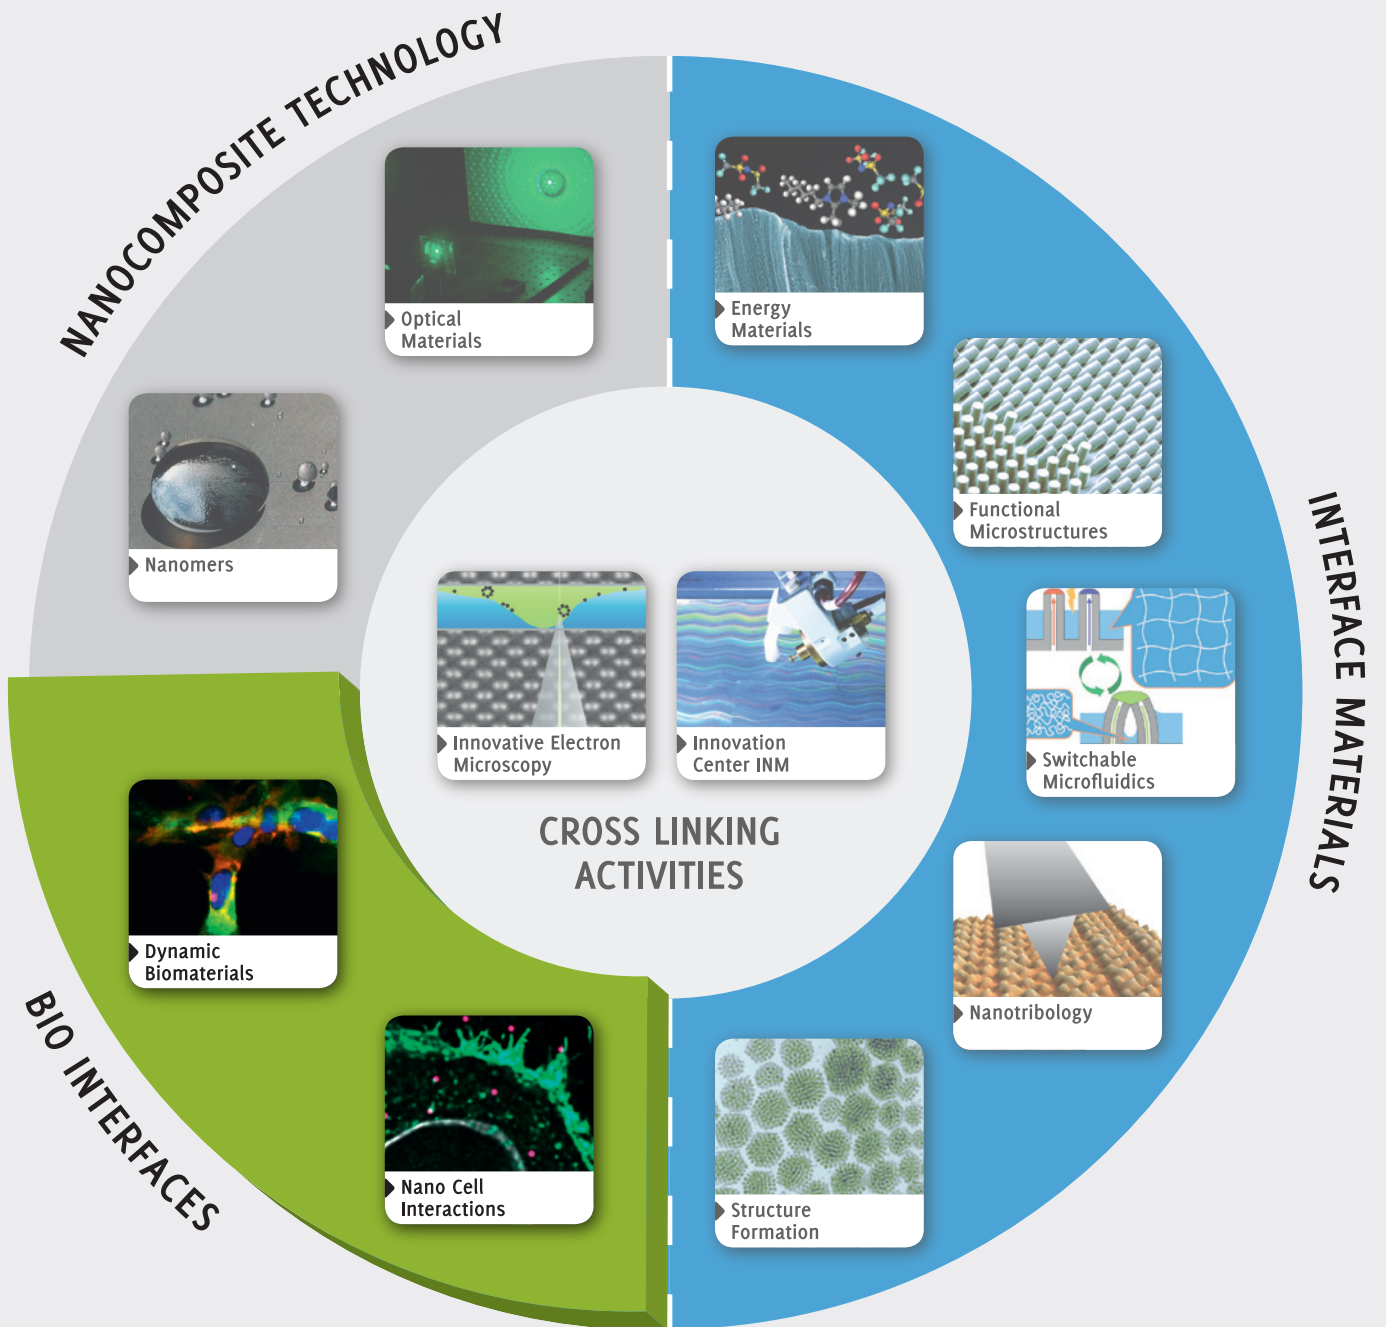 NANOCOMPOSITE TECHNOLOGY
Optical
Materials
Nanomers
Energy
Materials
Functional
Microstructures
Switchable
Microfluidics
Nanotribology
Structure
Formation
INTERFACE MATERIALS
Innovative Electron
Microscopy
Innovation
Center INM
CROSS LINKING
ACTIVITIES
Dynamic
Biomaterials
Nano Cell
Interactions
BIO INTERFACES